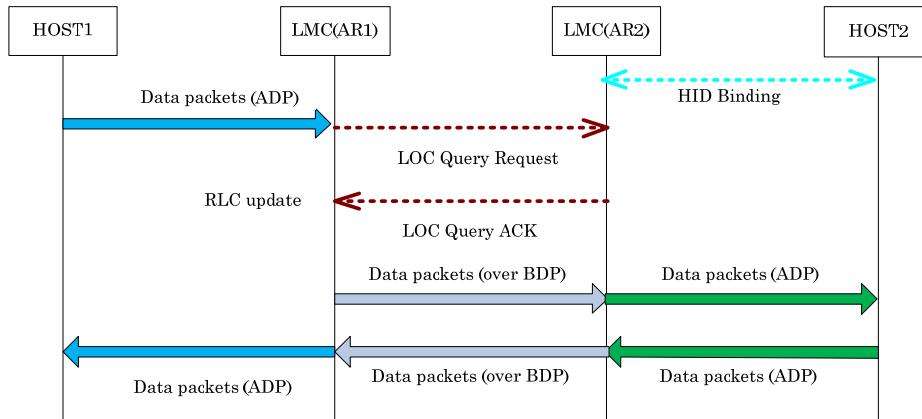 HOST1
LMC(AR1)
LMC(AR2)
HOST2
Data packets (ADP)
HID Binding
LOC Query Request
RLC update
LOC Query ACK
Data packets (over BDP)
Data packets (ADP)
Data packets (ADP)
Data packets (over BDP)
Data packets (ADP)